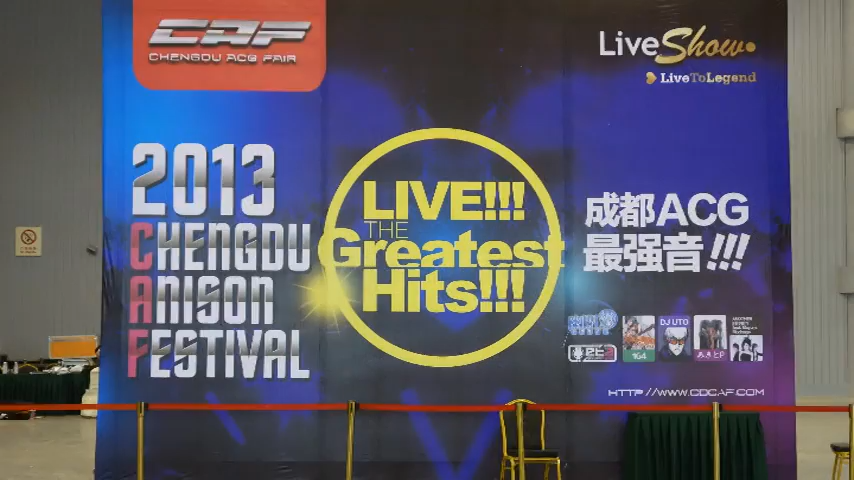 CAF
CHENGDU ACG FAIR
LiveShow
LiveToLegend
2013
CHENGDU
ANISON
FESTIVAL
LIVE!!!
THE
Greatest
Hits!!!
成都ACG
最强音!!!
164
DJ UTO
HTTP://WWW.CDCAF.COM